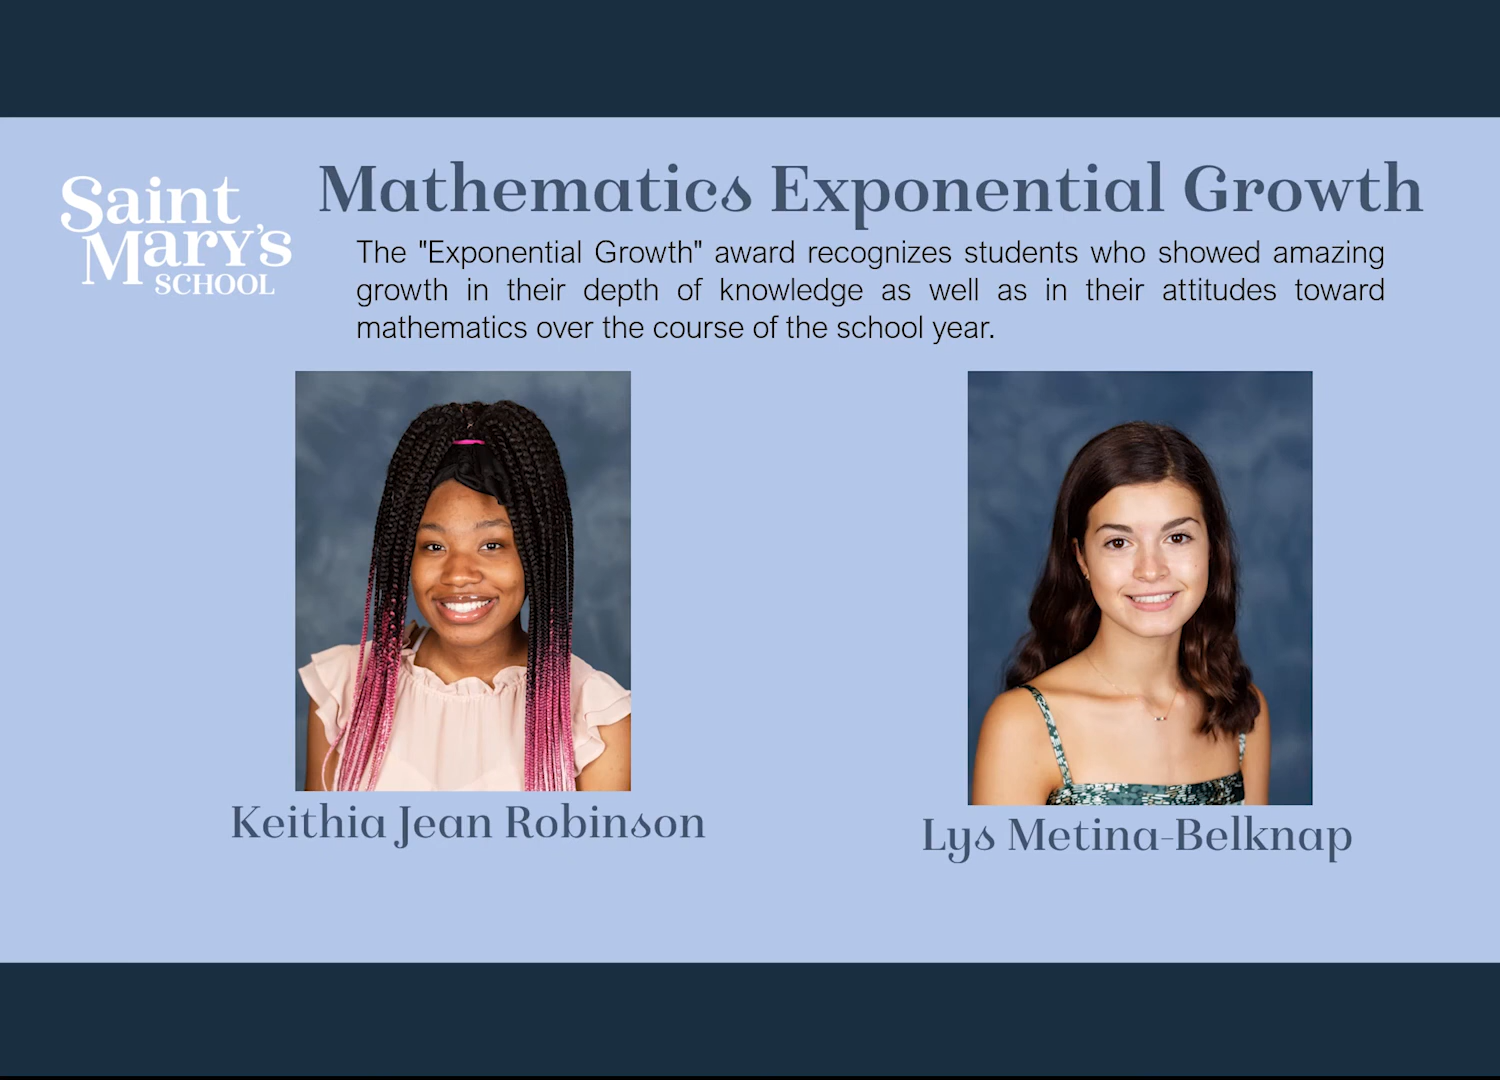 Saint
Mary's
SCHOOL
Mathematics Exponential Growth
The "Exponential Growth" award recognizes students who showed amazing
growth in their depth of knowledge as well as in their attitudes toward
mathematics over the course of the school year.
Keithia Jean Robinson
Lys Metina-Belknap